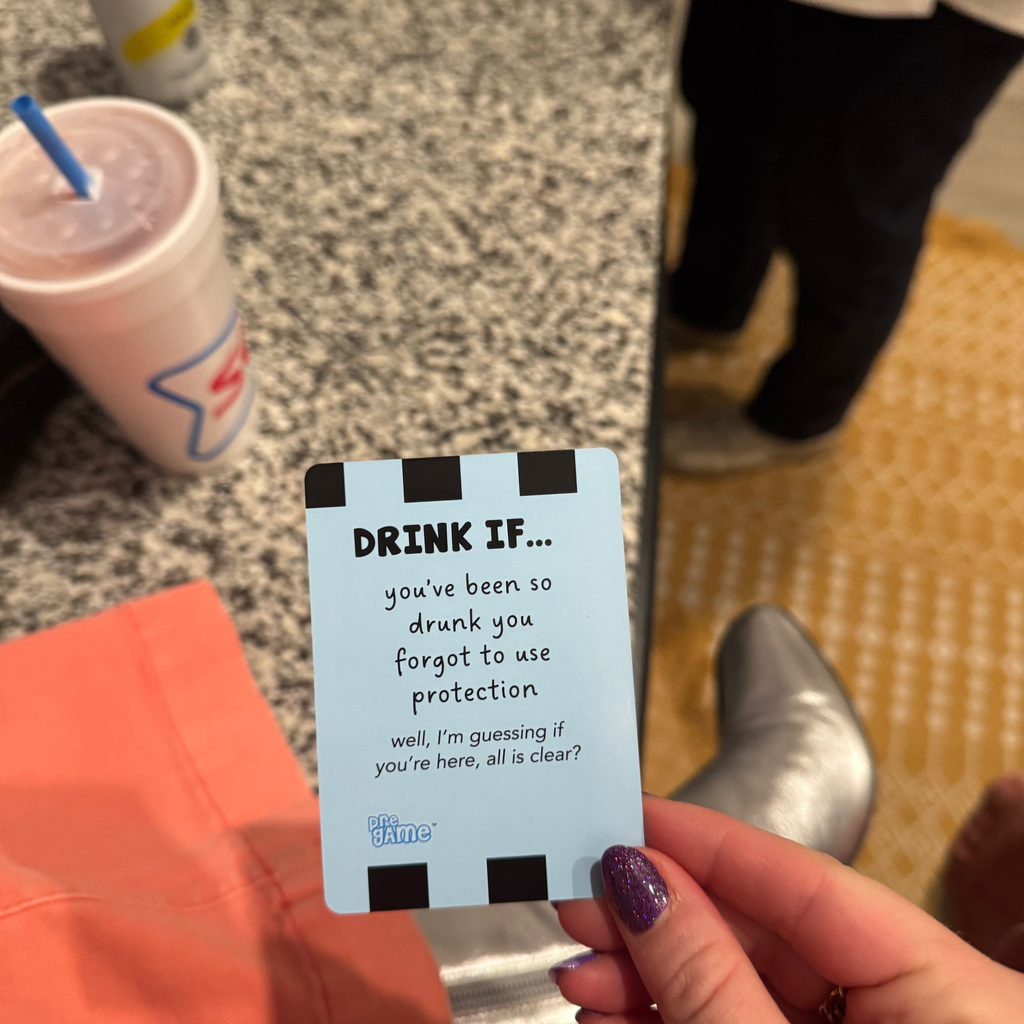 DRINK IF...
you've been so
drunk you
forgot to use
protection
well, I'm guessing if
you're here, all is clear?
pre
game™